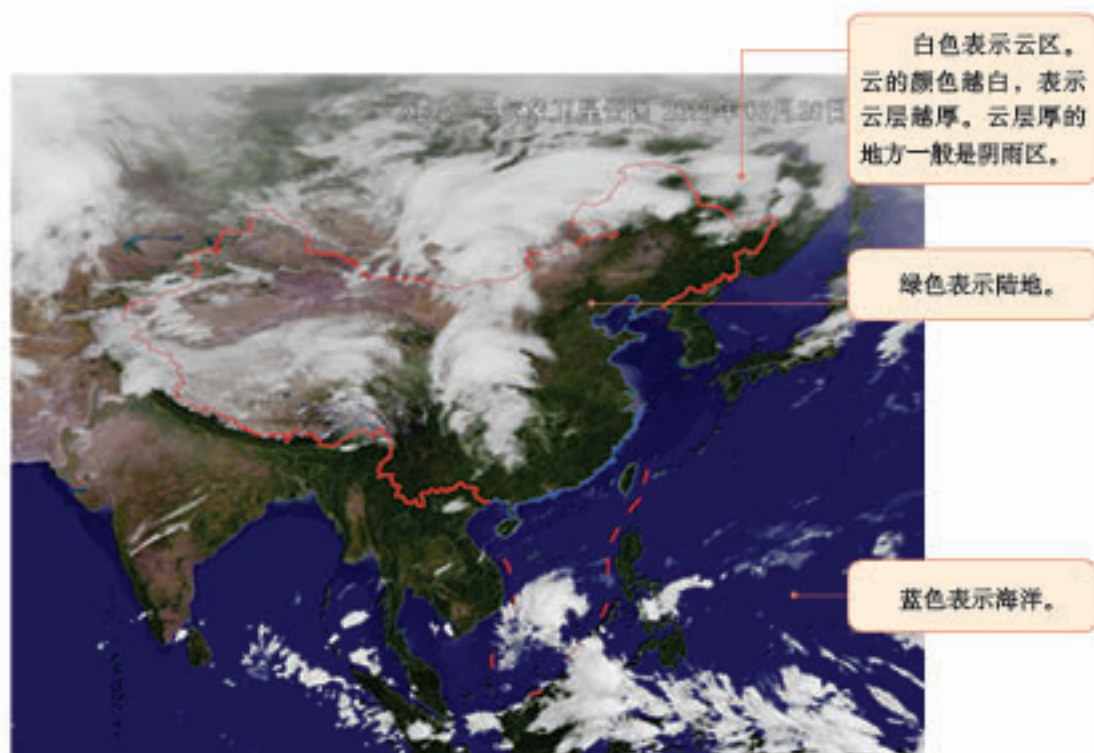 白色表示云区。
云的颜色越白，表示
云层越厚。云层厚的
地方一般是阴雨区。
绿色表示陆地。
蓝色表示海洋。